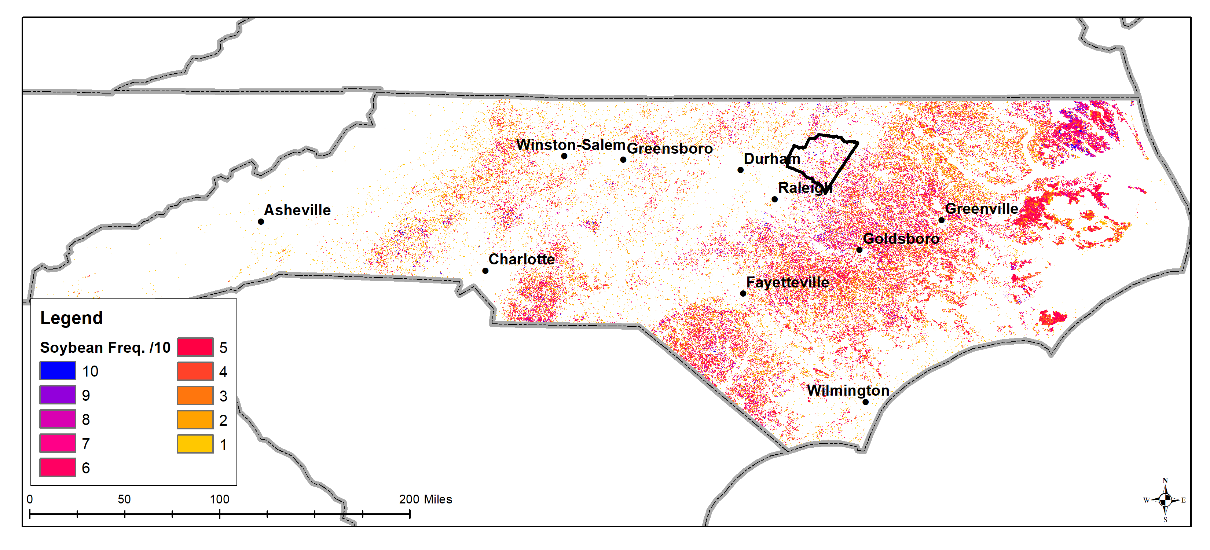 Winston-Salem
Greensboro
Durham
Raleigh
Asheville
Greenville
Goldsboro
Charlotte
Fayetteville
Wilmington
Legend
Soybean Freq. /10
10
9
8
7
6
5
4
3
2
1
0 50 100 200 Miles
N
W E
S